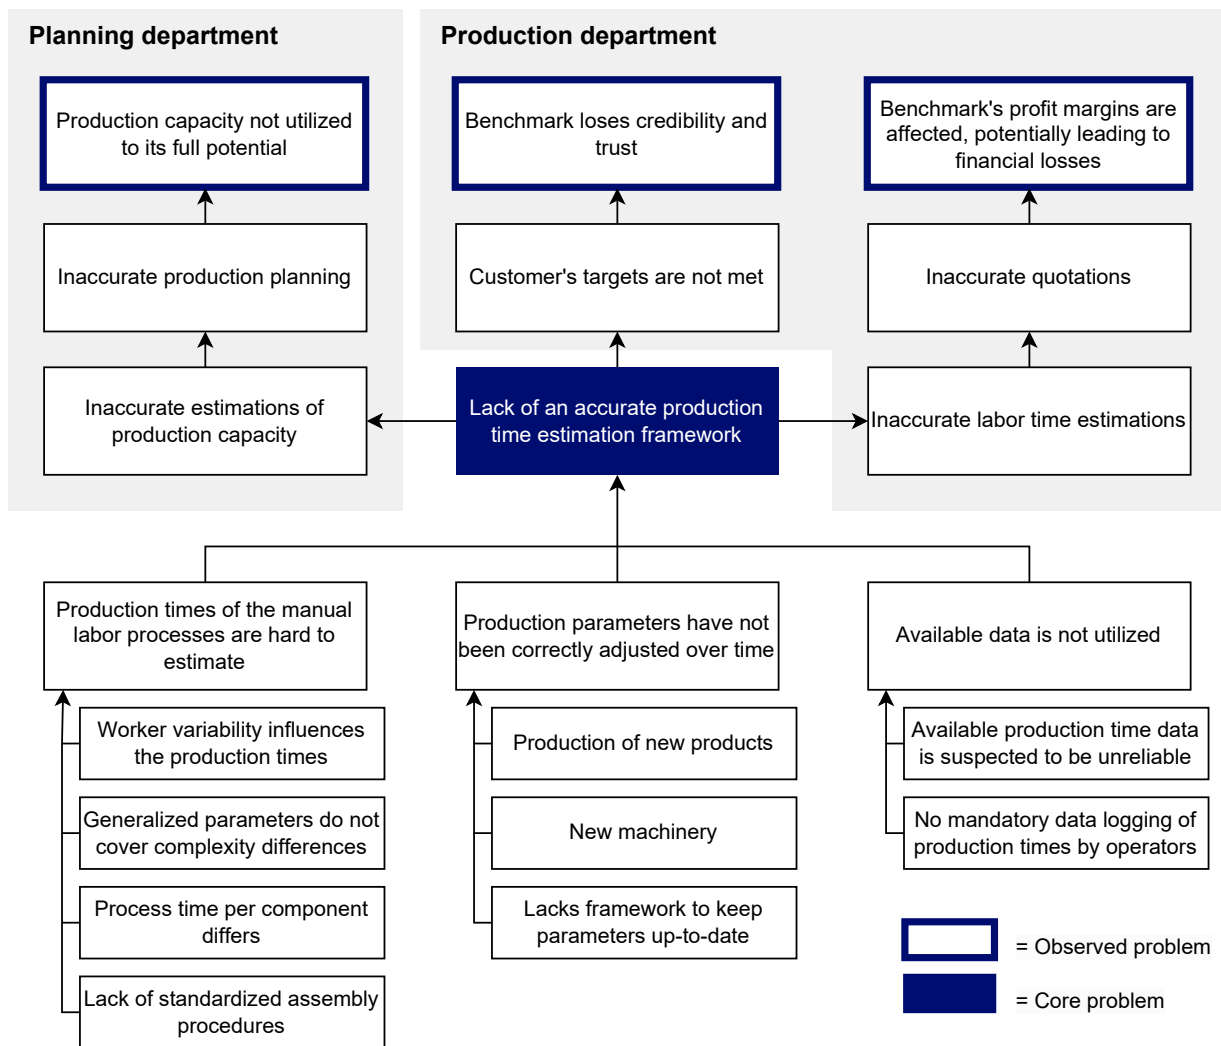 Planning department
Production department
Production capacity not utilized
to its full potential
Benchmark loses credibility and
trust
Benchmark's profit margins are
affected, potentially leading to
financial losses
Inaccurate production planning
Customer's targets are not met
Inaccurate quotations
Inaccurate estimations of
production capacity
Lack of an accurate production
time estimation framework
Inaccurate labor time estimations
Production times of the manual
labor processes are hard to
estimate
Production parameters have not
been correctly adjusted over time
Available data is not utilized
Worker variability influences
the production times
Generalized parameters do not
cover complexity differences
Process time per component
differs
Lack of standardized assembly
procedures
Production of new products
New machinery
Lacks framework to keep
parameters up-to-date
Available production time data
is suspected to be unreliable
No mandatory data logging of
production times by operators
= Observed problem
= Core problem